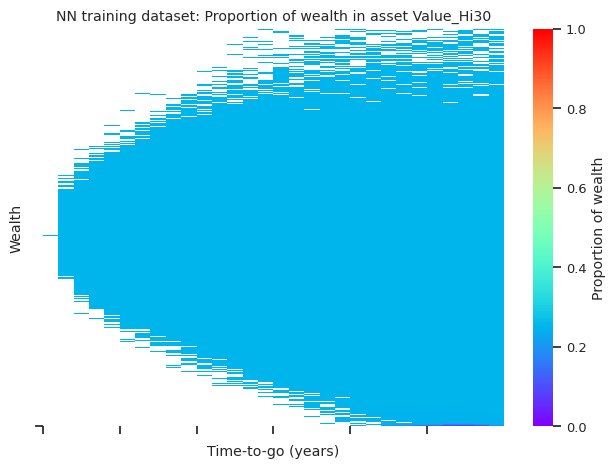 NN training dataset: Proportion of wealth in asset Value_Hi30
Wealth
Time-to-go (years)
1.0
0.8
0.6
0.4
0.2
0.0
Proportion of wealth